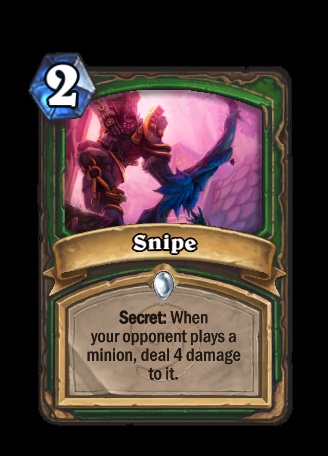 2
Snipe
Secret: When
your opponent plays a
minion, deal 4 damage
to it.